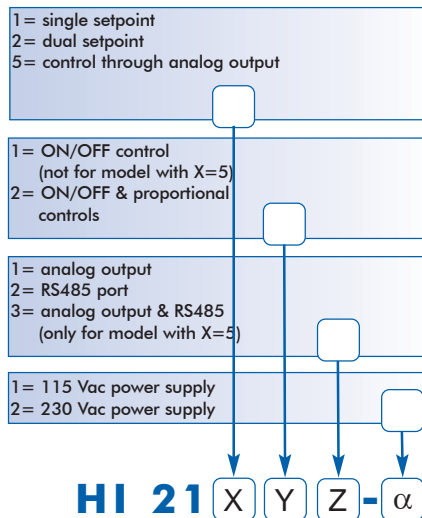 1= single setpoint
2= dual setpoint
5= control through analog output
1= ON/OFF control
(not for model with X=5)
2= ON/OFF & proportional
controls
1= analog output
2= RS485 port
3= analog output & RS485
(only for model with X=5)
1= 115 Vac power supply
2= 230 Vac power supply
HI 21 X Y Z - α